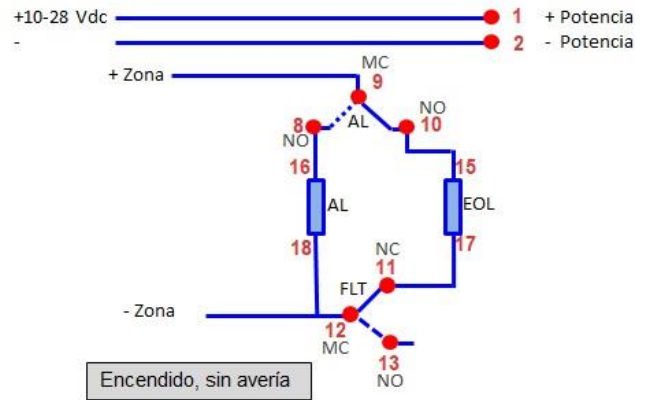 +10-28 Vdc
1 + Potencia
-
2 - Potencia
+ Zona
MC
9
8
NO
AL
NO
10
16
15
AL
EOL
18
17
NC
11
FLT
- Zona
12
MC
13
NO
Encendido, sin avería